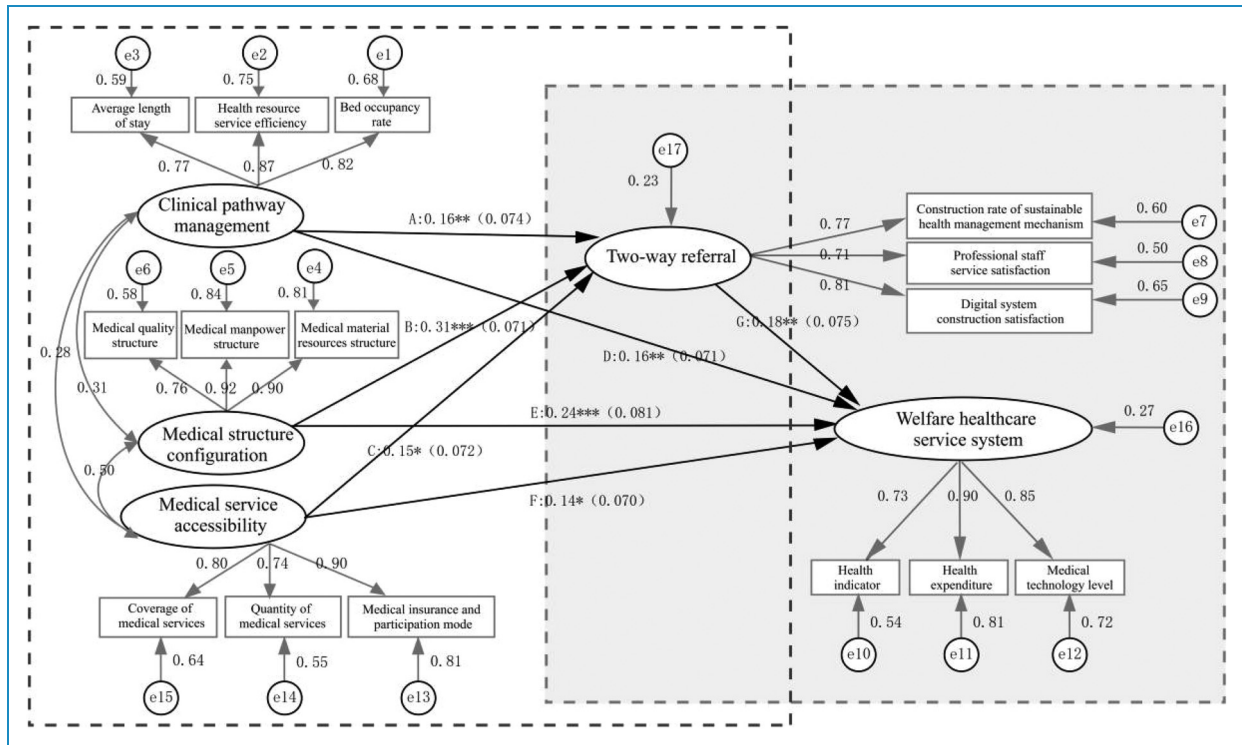 e3
e2
e1
0.59
0.75
0.68
Average length
of stay
Health resource
service efficiency
Bed occupancy
rate
0.77
0.87
0.82
Clinical pathway
management
e6
e5
e4
0.58
0.84
0.81
Medical quality
structure
Medical manpower
structure
Medical material
resources structure
0.76
0.92
0.90
0.28
0.31
0.50
Medical structure
configuration
Medical service
accessibility
0.80
0.74
0.90
Coverage of
medical services
Quantity of
medical services
Medical insurance and
participation mode
0.64
0.55
0.81
e15
e14
e13
A:0.16**(0.074)
B:0.31***(0.071)
C:0.15*(0.072)
D:0.16**(0.071)
E:0.24***(0.081)
F:0.14*(0.070)
G:0.18**(0.075)
e17
0.23
Two-way referral
0.77
0.71
0.81
Construction rate of sustainable
health management mechanism
Professional staff
service satisfaction
Digital system
construction satisfaction
0.60
0.50
0.65
e7
e8
e9
Welfare healthcare
service system
0.27
e16
0.73
0.90
0.85
Health
indicator
Health
expenditure
Medical
technology level
0.54
0.81
0.72
e10
e11
e12